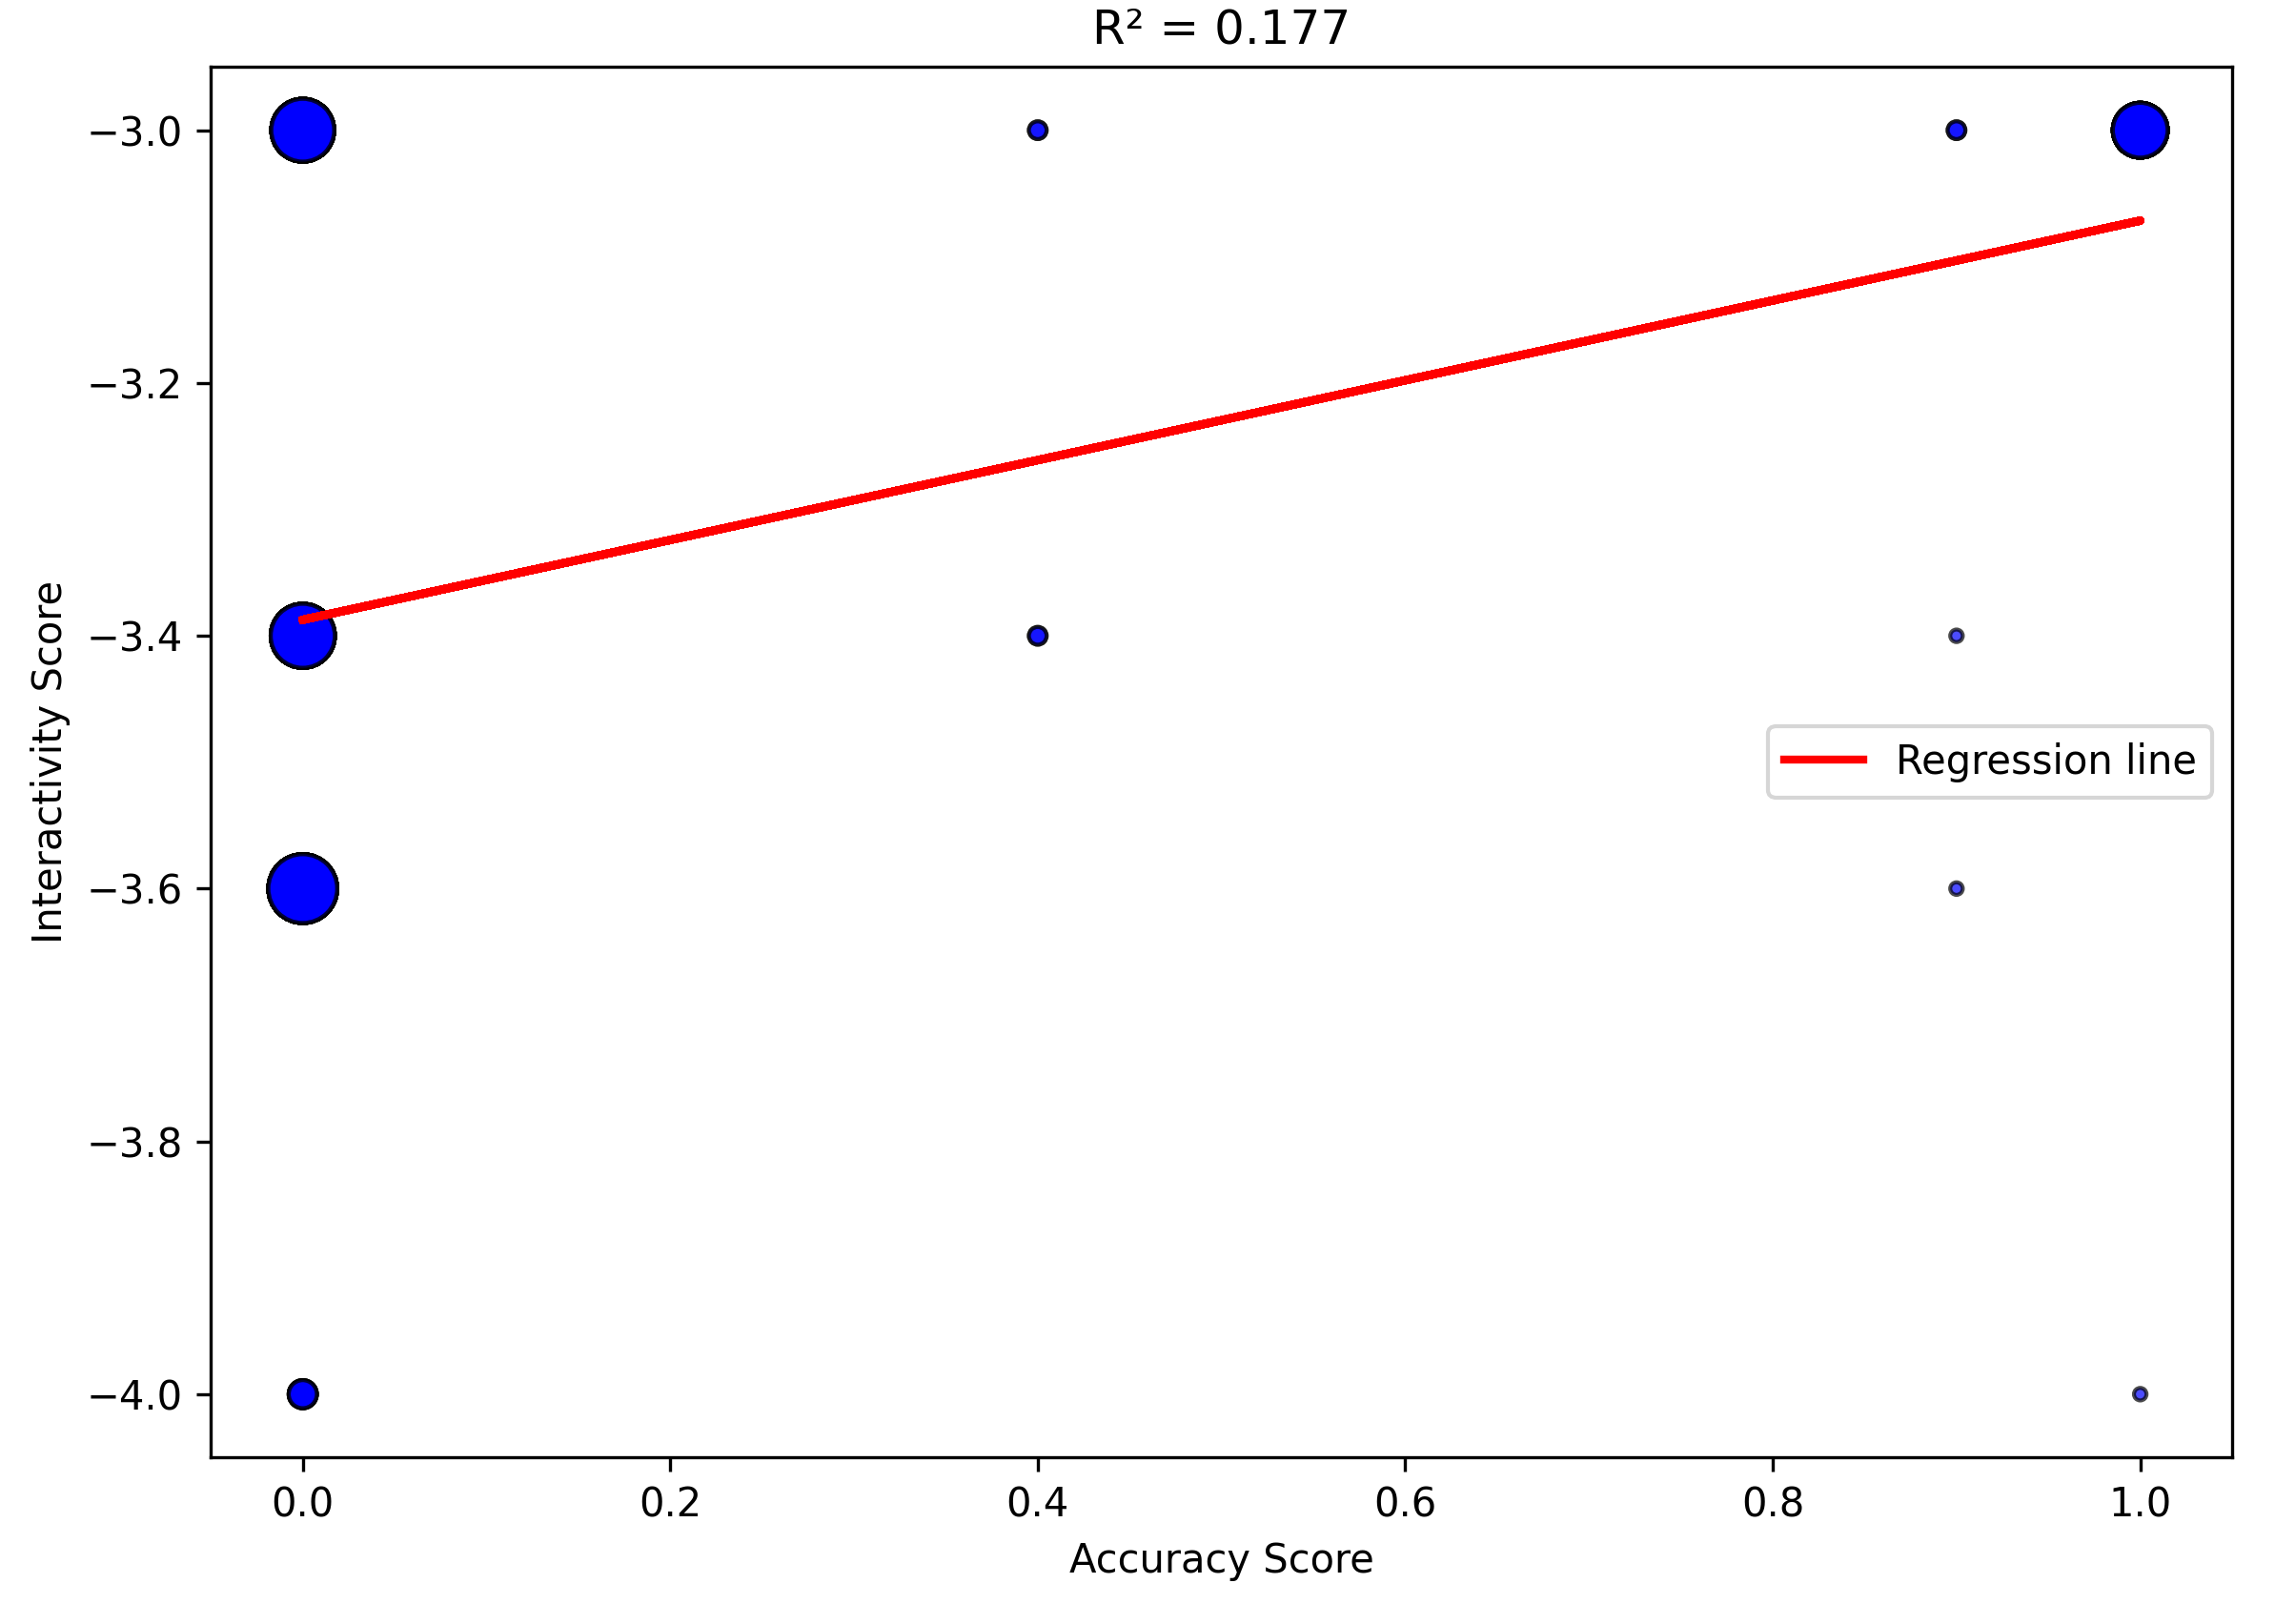 R² = 0.177
Interactivity Score
−3.0
−3.2
−3.4
−3.6
−3.8
−4.0
Regression line
0.0 0.2 0.4 0.6 0.8 1.0
Accuracy Score